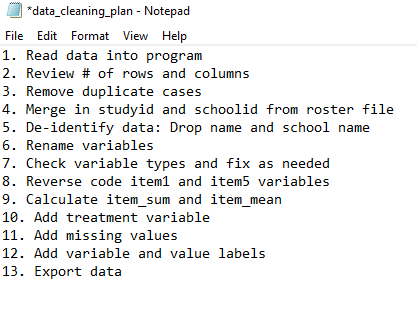 *data_cleaning_plan - Notepad
File Edit Format View Help
1. Read data into program
2. Review # of rows and columns
3. Remove duplicate cases
4. Merge in studyid and schoolid from roster file
5. De-identify data: Drop name and school name
6. Rename variables
7. Check variable types and fix as needed
8. Reverse code item1 and item5 variables
9. Calculate item_sum and item_mean
10. Add treatment variable
11. Add missing values
12. Add variable and value labels
13. Export data